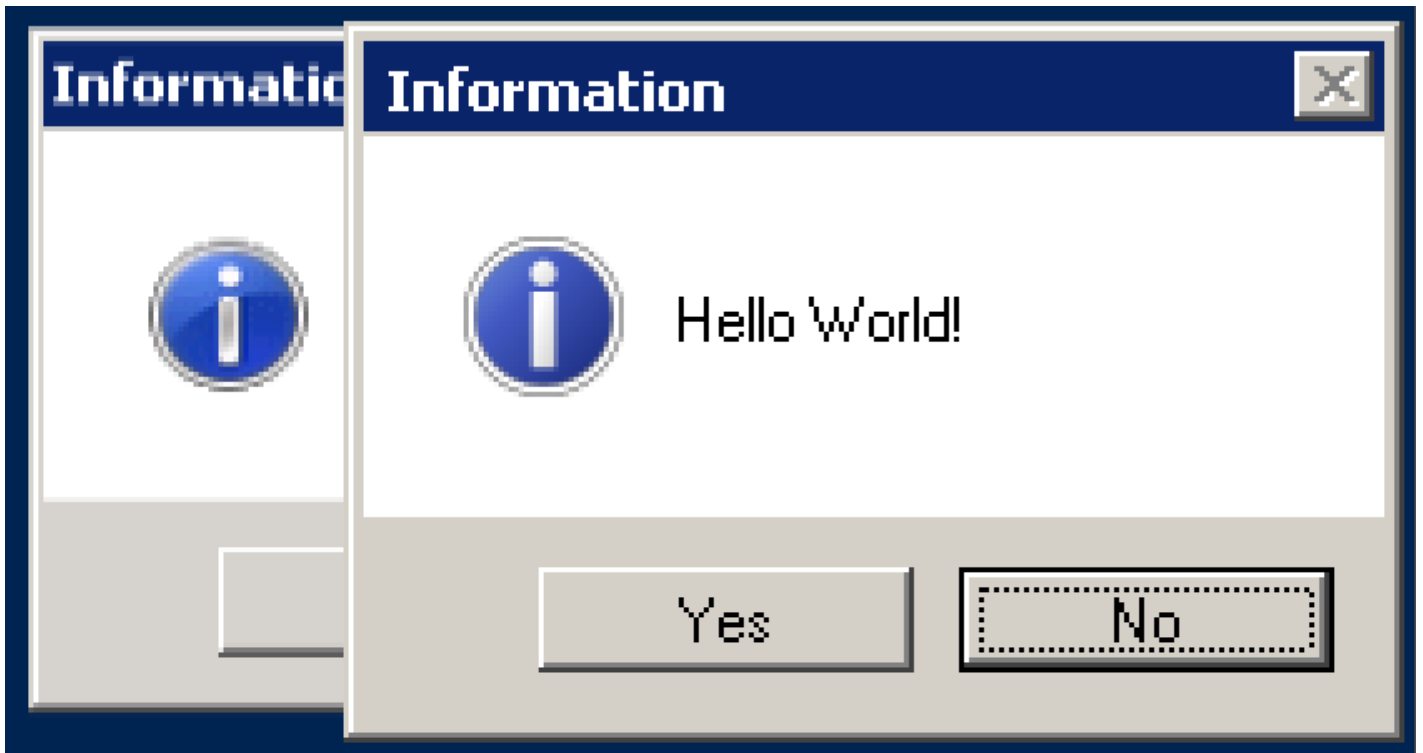 Informatio
Information
Hello World!
Yes
No